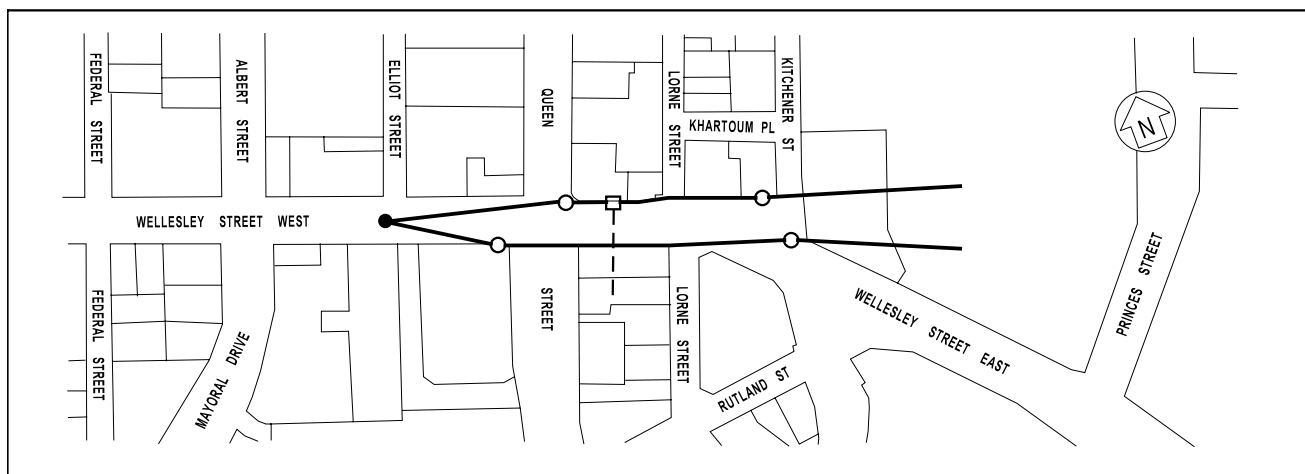 FEDERAL STREET
ALBERT STREET
ELLIOT STREET
QUEEN
LORNE STREET
KITCHENER ST
KHARTOUM PL
N
WELLESLEY STREET WEST
FEDERAL STREET
MAYORAL DRIVE
STREET
LORNE STREET
RUTLAND ST
WELLESLEY STREET EAST
PRINCES STREET